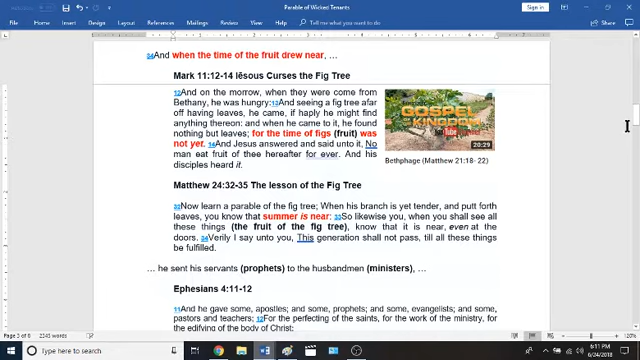 Parable of Wicked Tenants
Sign in
File Home Insert Design Layout References Mailings Review View Tell me what you want to do
Share
34And when the time of the fruit drew near, …
Mark 11:12-14 Iēsous Curses the Fig Tree
12And on the morrow, when they were come from
Bethany, he was hungry: 13And seeing a fig tree afar
off having leaves, he came, if haply he might find
anything thereon: and when he came to it, he found
nothing but leaves; for the time of figs (fruit) was
not yet. 14And Jesus answered and said unto it, No
man eat fruit of thee hereafter for ever. And his
disciples heard it.
GOSPEL
of the
KINGDOM
YouTube
20:29
Bethphage (Matthew 21:18- 22)
Matthew 24:32-35 The lesson of the Fig Tree
32Now learn a parable of the fig tree; When his branch is yet tender, and putt forth
leaves, you know that summer is near: 33So likewise you, when you shall see all
these things (the fruit of the fig tree), know that it is near, even at the
doors. 34Verily I say unto you, This generation shall not pass, till all these things
be fulfilled.
… he sent his servants (prophets) to the husbandmen (ministers), …
Ephesians 4:11-12
11And he gave some, apostles; and some, prophets; and some, evangelists; and some,
pastors and teachers; 12For the perfecting of the saints, for the work of the ministry, for
the edifying of the body of Christ:
2245 words
120%
Type here to search
6:11 PM
6/24/2018